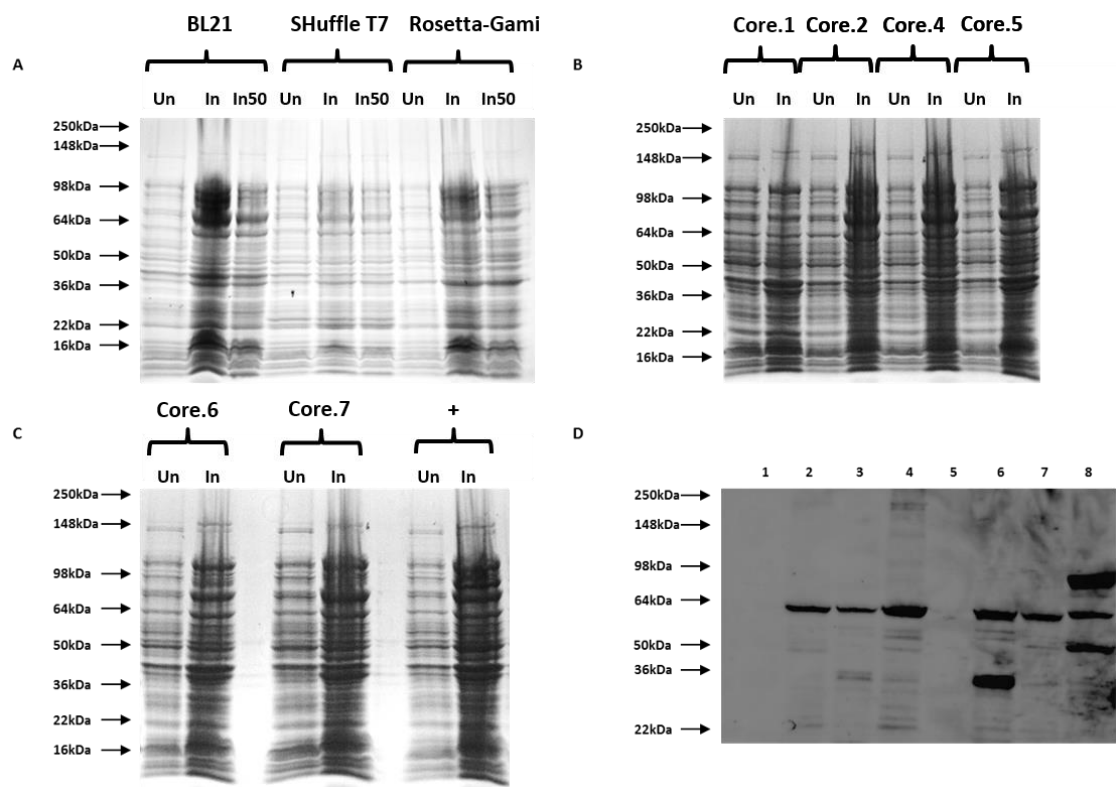 A
BL21 SHuffle T7 Rosetta-Gami
Un In In50 Un In In50 Un In In50
250kDa
148kDa
98kDa
64kDa
50kDa
36kDa
22kDa
16kDa
B
Core.1 Core.2 Core.4 Core.5
Un In Un In Un In Un In
250kDa
148kDa
98kDa
64kDa
50kDa
36kDa
22kDa
16kDa
C
Core.6 Core.7 +
Un In Un In Un In
250kDa
148kDa
98kDa
64kDa
50kDa
36kDa
22kDa
16kDa
D
1 2 3 4 5 6 7 8
250kDa
148kDa
98kDa
64kDa
50kDa
36kDa
22kDa